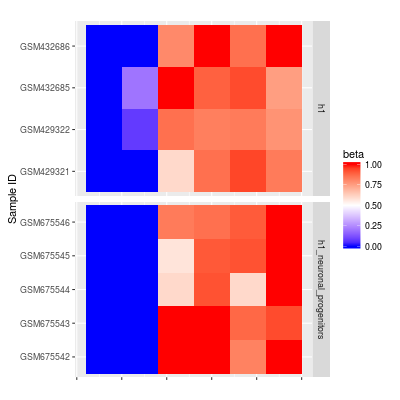 Sample ID
GSM432686
GSM432685
GSM429322
GSM429321
h1
GSM675546
GSM675545
GSM675544
GSM675543
GSM675542
h1_neuronal_progenitors
beta
1.00
0.75
0.50
0.25
0.00